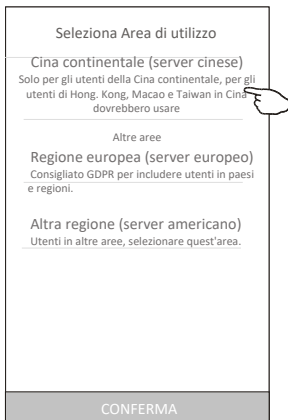 Seleziona Area di utilizzo
Cina continentale (server cinese)
Solo per gli utenti della Cina continentale, per gli
utenti di Hong. Kong, Macao e Taiwan in Cina
dovrebbero usare
Altre aree
Regione europea (server europeo)
Consigliato GDPR per includere utenti in paesi
e regioni.
Altra regione (server americano)
Utenti in altre aree, selezionare quest'area.
CONFERMA